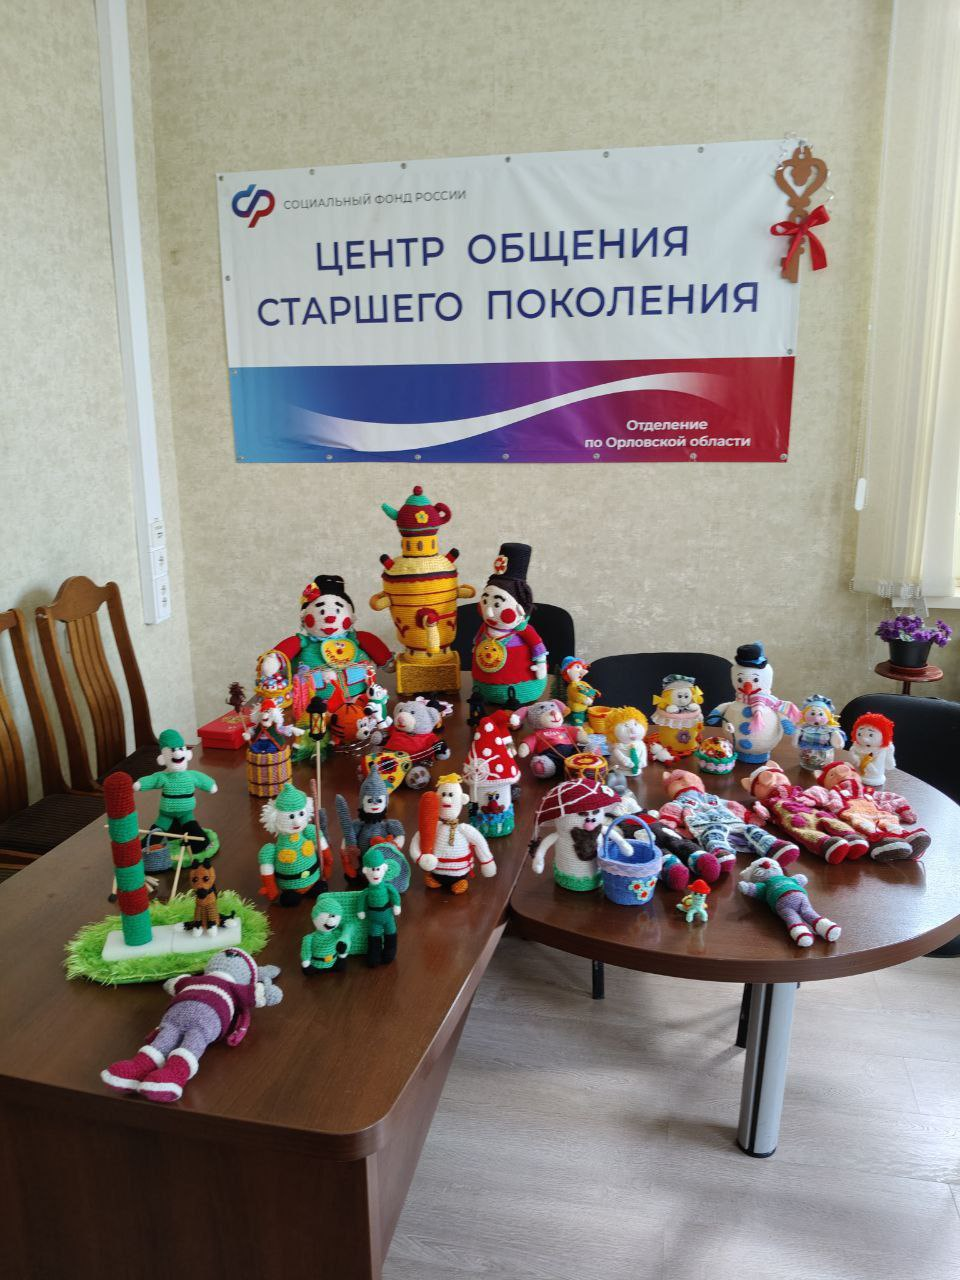 СОЦИАЛЬНЫЙ ФОНД РОССИИ
ЦЕНТР ОБЩЕНИЯ
СТАРШЕГО ПОКОЛЕНИЯ
Отделение
по Орловской области